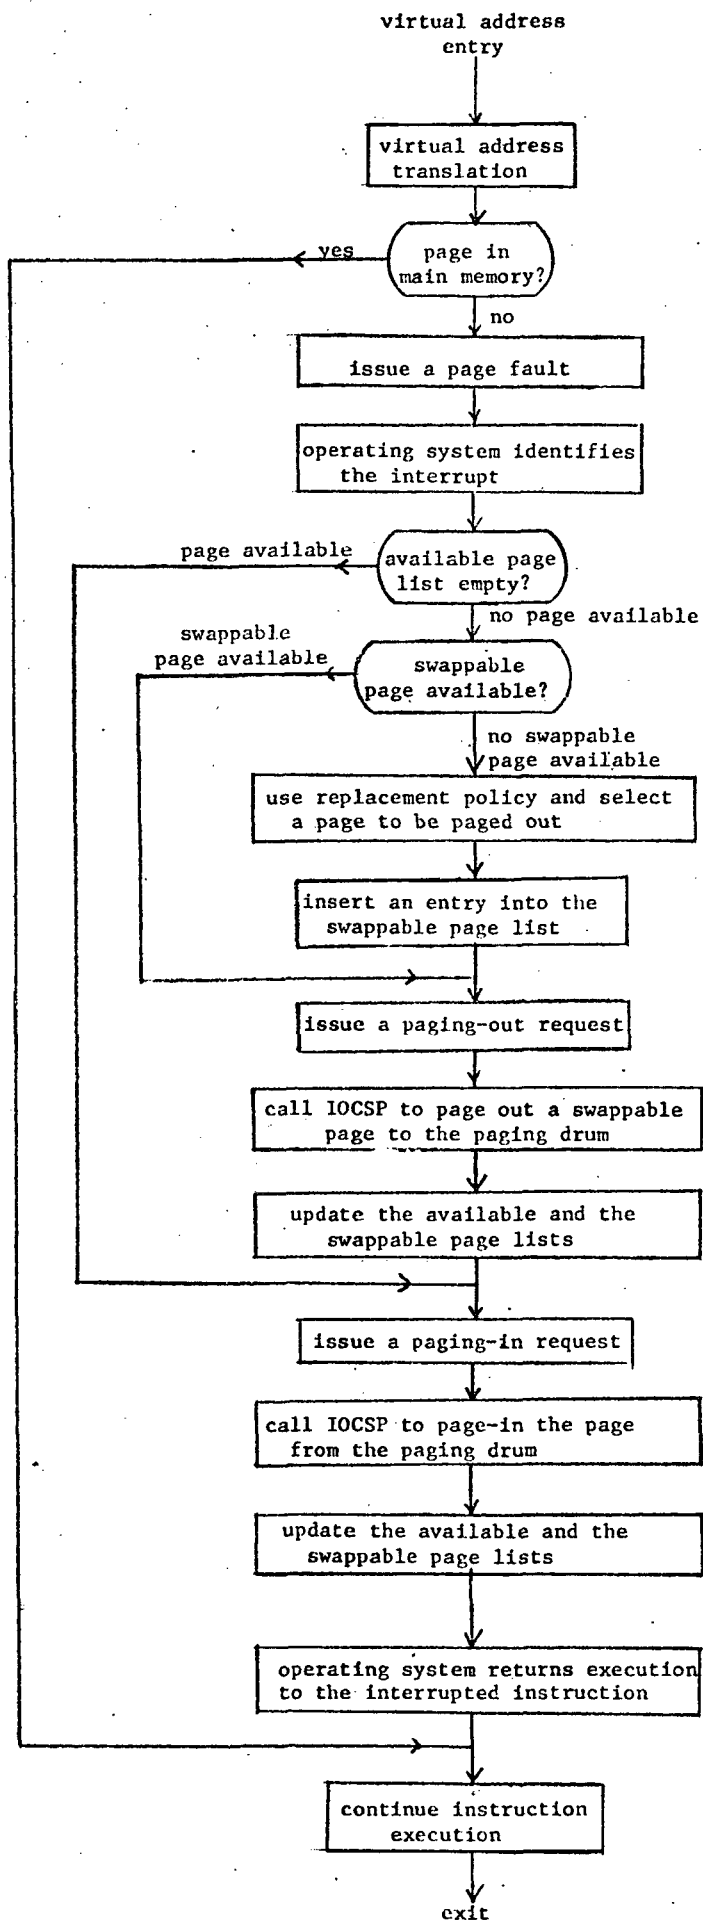 virtual address
entry
virtual address
translation
yes
page in
main memory?
no
issue a page fault
operating system identifies
the interrupt
page available
available page
list empty?
no page available
swappable
page available
swappable
page available?
no swappable
page available
use replacement policy and select
a page to be paged out
insert an entry into the
swappable page list
issue a paging-out request
call IOCSP to page out a swappable
page to the paging drum
update the available and the
swappable page lists
issue a paging-in request
call IOCSP to page-in the page
from the paging drum
update the available and the
swappable page lists
operating system returns execution
to the interrupted instruction
continue instruction
execution
exit